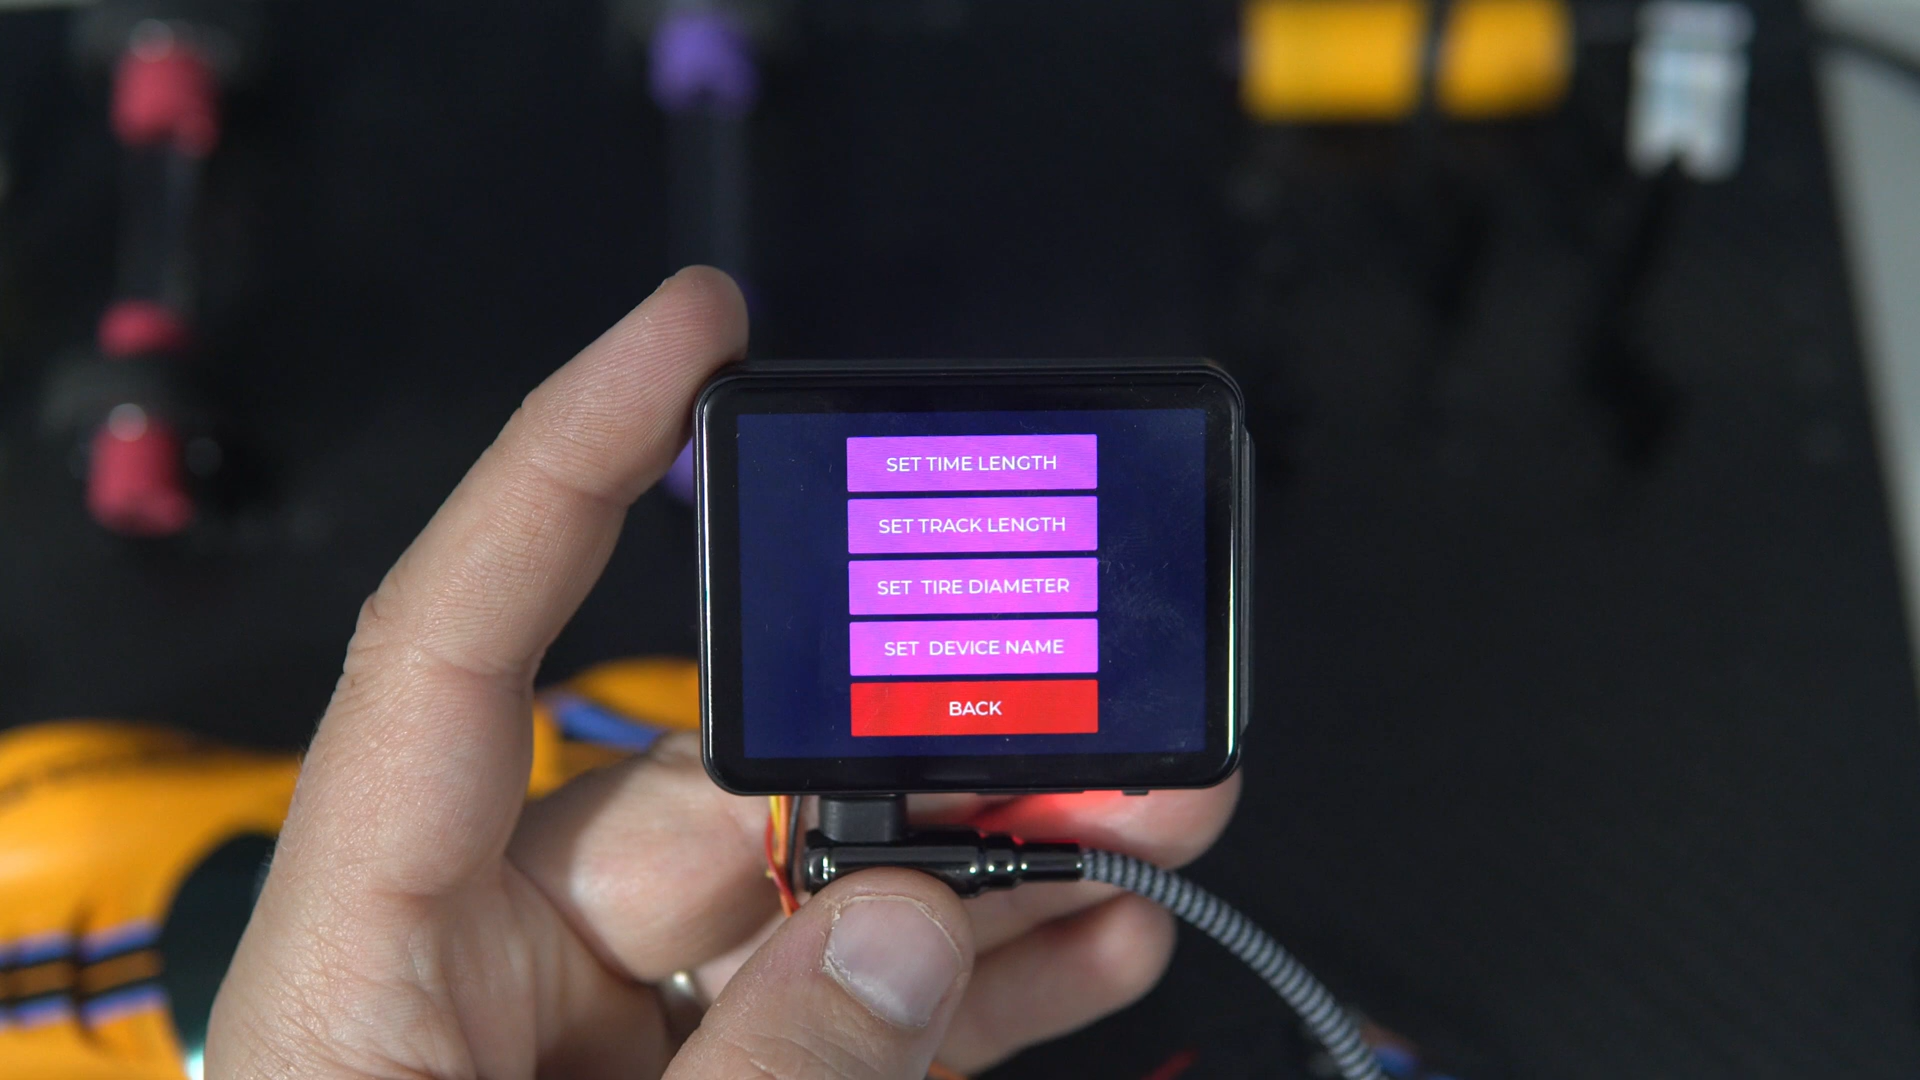 SET TIME LENGTH
SET TRACK LENGTH
SET TIRE DIAMETER
SET DEVICE NAME
BACK